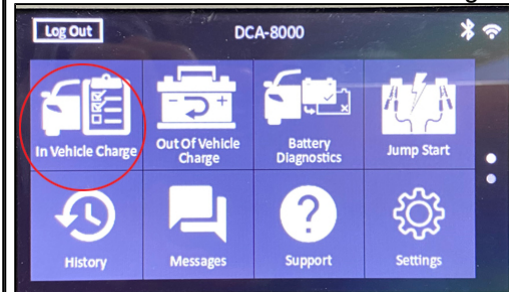 Log Out
DCA-8000
In Vehicle Charge
Out Of Vehicle
Charge
Battery
Diagnostics
Jump Start
History
Messages
Support
Settings